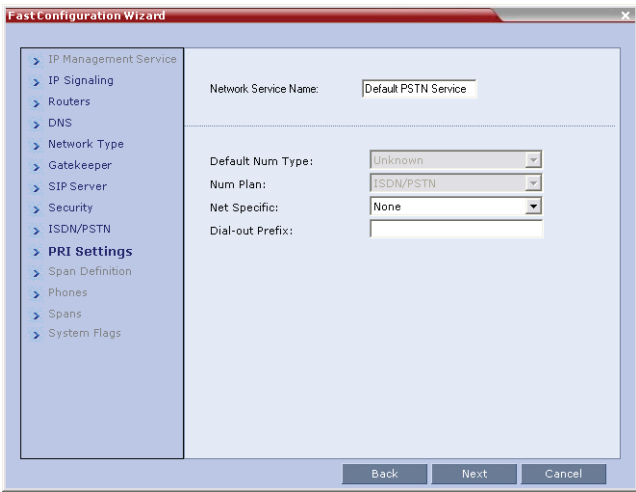 Fast Configuration Wizard
IP Management Service
IP Signaling
Routers
DNS
Network Type
Gatekeeper
SIP Server
Security
ISDN/PSTN
PRI Settings
Span Definition
Phones
Spans
System Flags
Network Service Name: Default PSTN Service
Default Num Type: Unknown
Num Plan: ISDN/PSTN
Net Specific: None
Dial-out Prefix:
Back Next Cancel